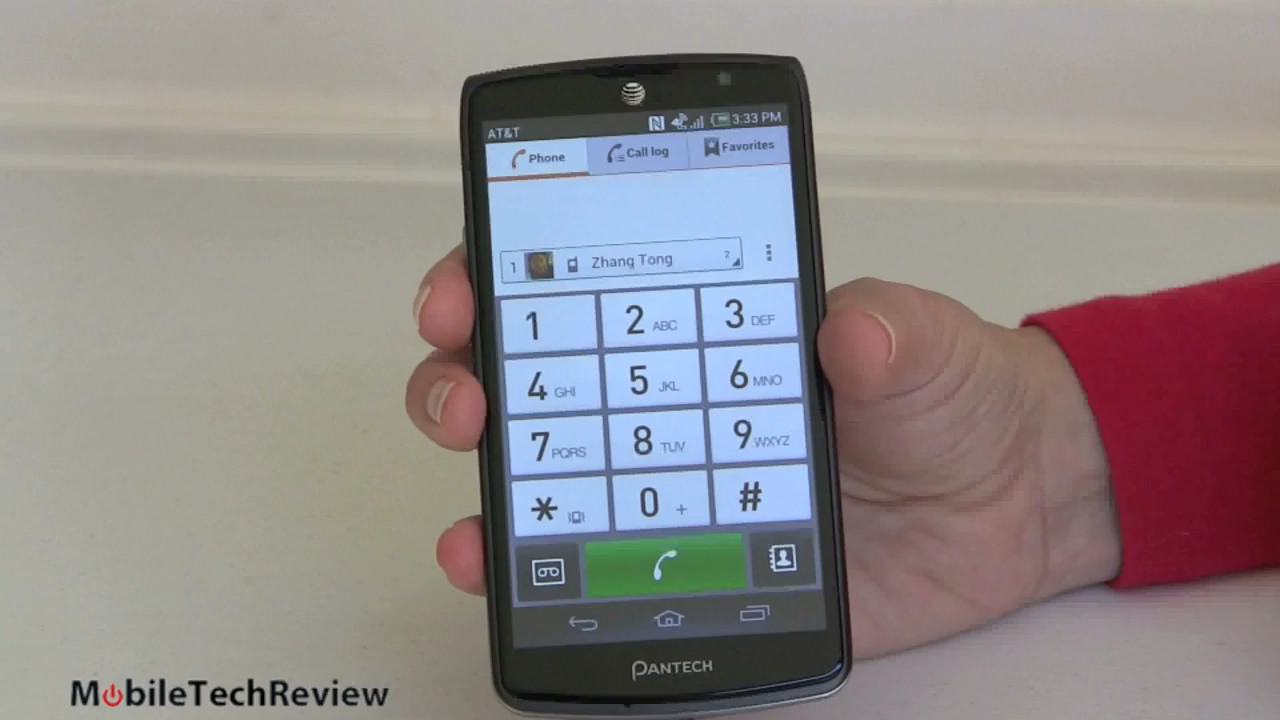 AT&T 3:33 PM
Phone Call log Favorites
1 Zhang Tong 2
1 2 ABC 3 DEF
4 GHI 5 JKL 6 MNO
7 PQRS 8 TUV 9 WXYZ
* 0 + #
PANTECH
MobileTechReview